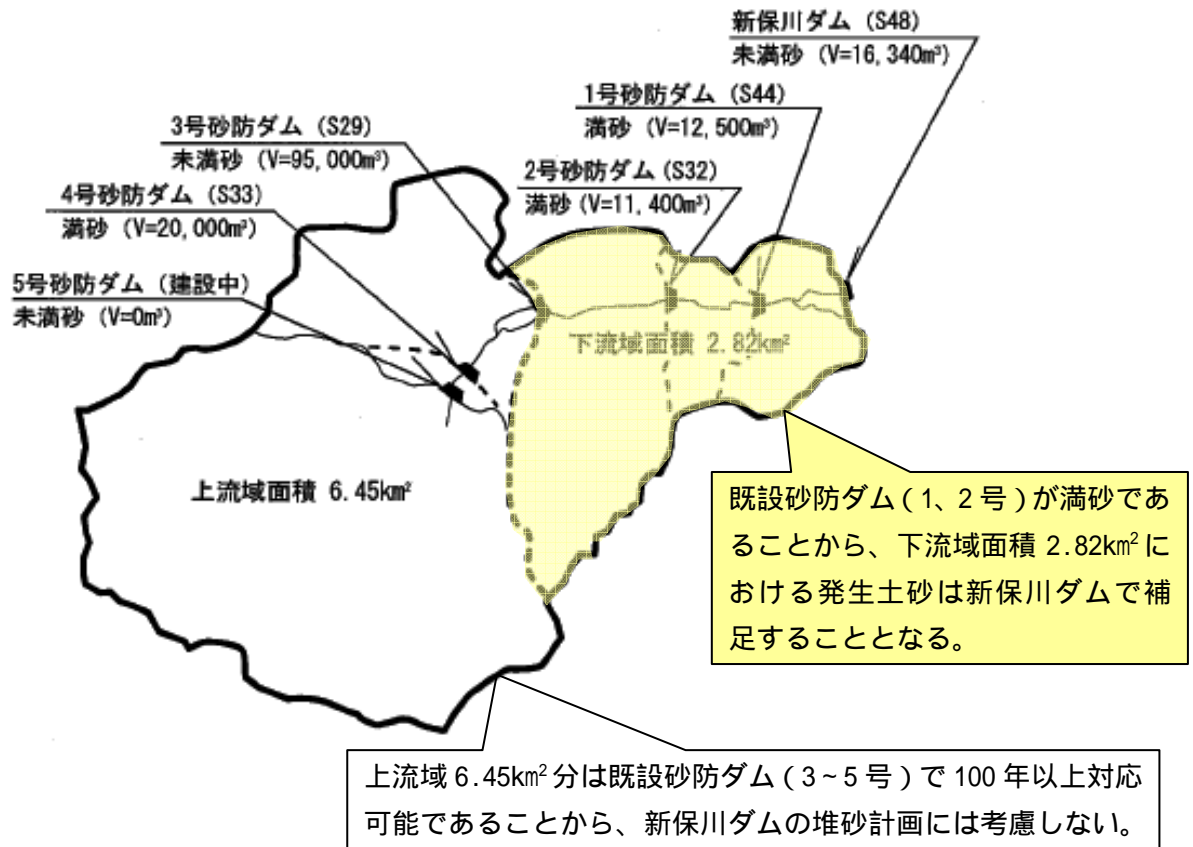 新保川ダム (S48)
未満砂 (V=16,340m³)
1号砂防ダム (S44)
満砂 (V=12,500m³)
3号砂防ダム (S29)
未満砂 (V=95,000m³)
2号砂防ダム (S32)
満砂 (V=11,400m³)
4号砂防ダム (S33)
満砂 (V=20,000m³)
5号砂防ダム (建設中)
未満砂 (V=0m³)
下流域面積 2.82km²
上流域面積 6.45km²
既設砂防ダム(1、2号)が満砂であ
ることから、下流域面積 2.82km²に
おける発生土砂は新保川ダムで補
足することとなる。
上流域 6.45km²分は既設砂防ダム(3~5号)で 100 年以上対応
可能であることから、新保川ダムの堆砂計画には考慮しない。